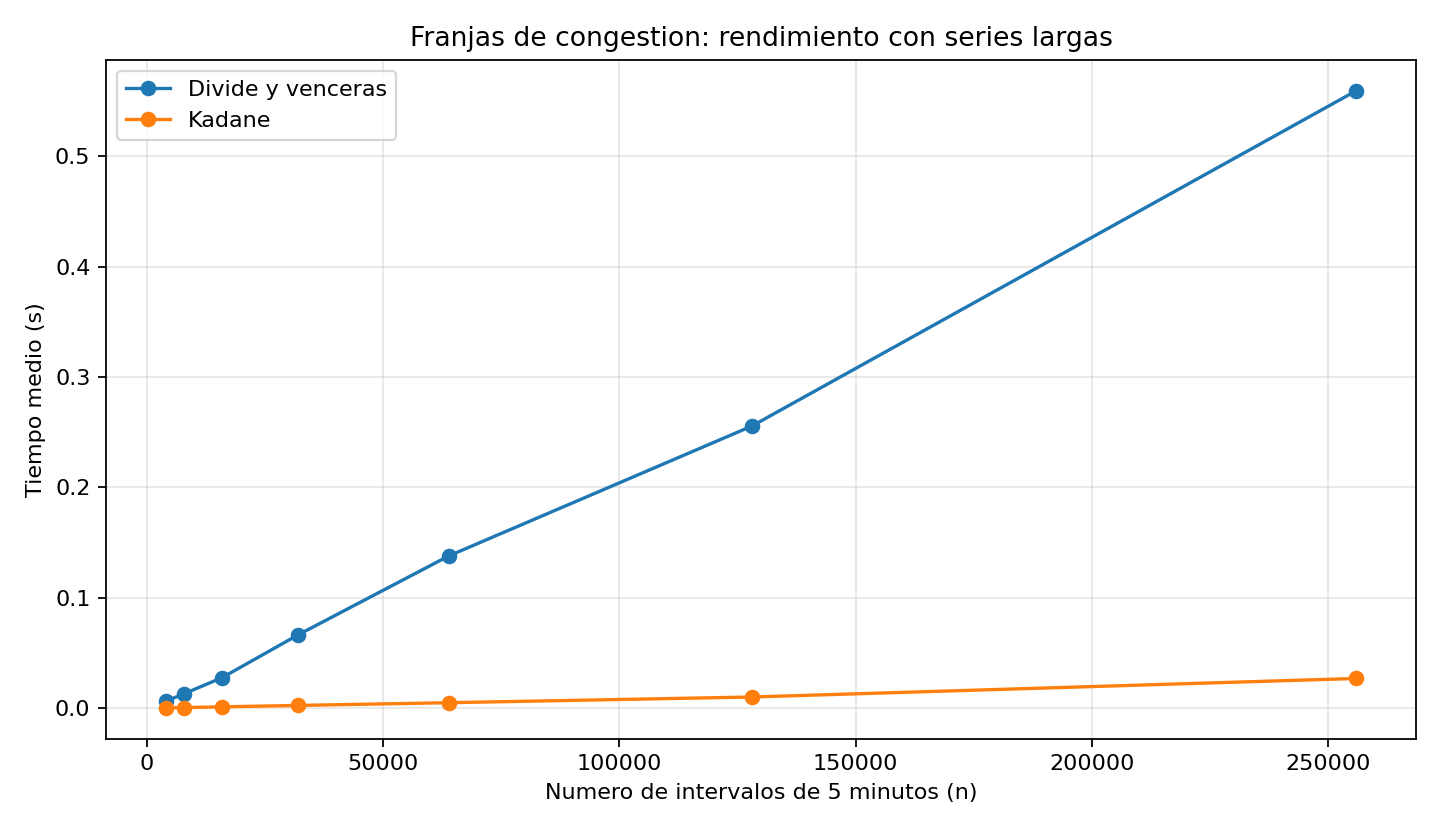 Franjas de congestion: rendimiento con series largas
Divide y venceras
Kadane
Tiempo medio (s)
0.5
0.4
0.3
0.2
0.1
0.0
0
50000
100000
150000
200000
250000
Numero de intervalos de 5 minutos (n)